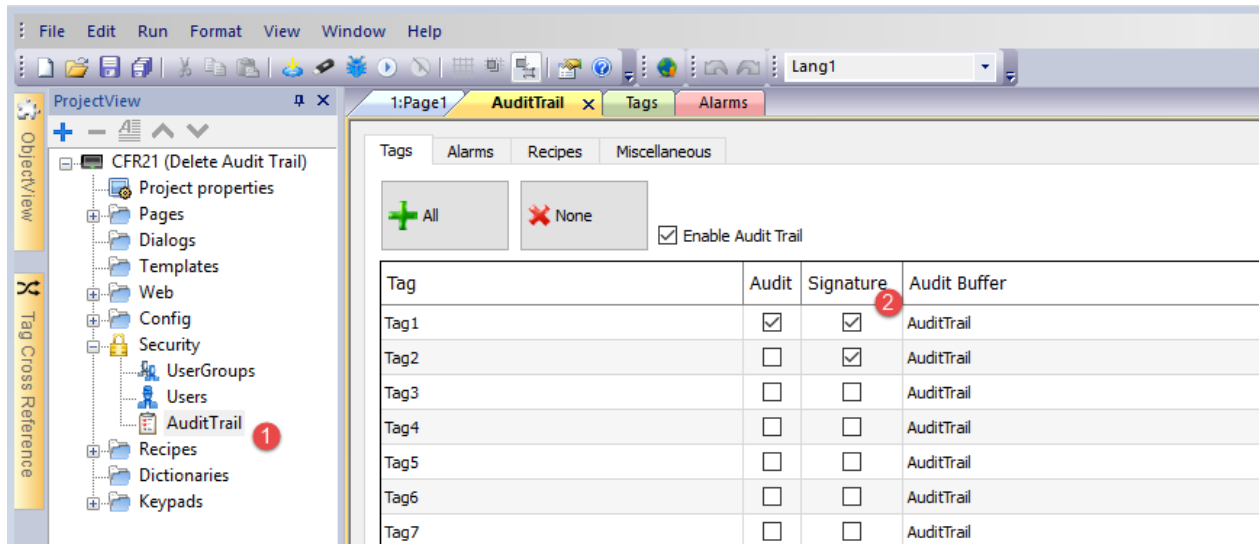 File Edit Run Format View Window Help
Lang1
ProjectView
1:Page1 AuditTrail Tags Alarms
ObjectView
Tag Cross Reference
CFR21 (Delete Audit Trail)
Project properties
Pages
Dialogs
Templates
Web
Config
Security
UserGroups
Users
AuditTrail
1
Recipes
Dictionaries
Keypads
Tags Alarms Recipes Miscellaneous
All None
Enable Audit Trail
Tag Audit Signature Audit Buffer
2
Tag1 AuditTrail
Tag2 AuditTrail
Tag3 AuditTrail
Tag4 AuditTrail
Tag5 AuditTrail
Tag6 AuditTrail
Tag7 AuditTrail